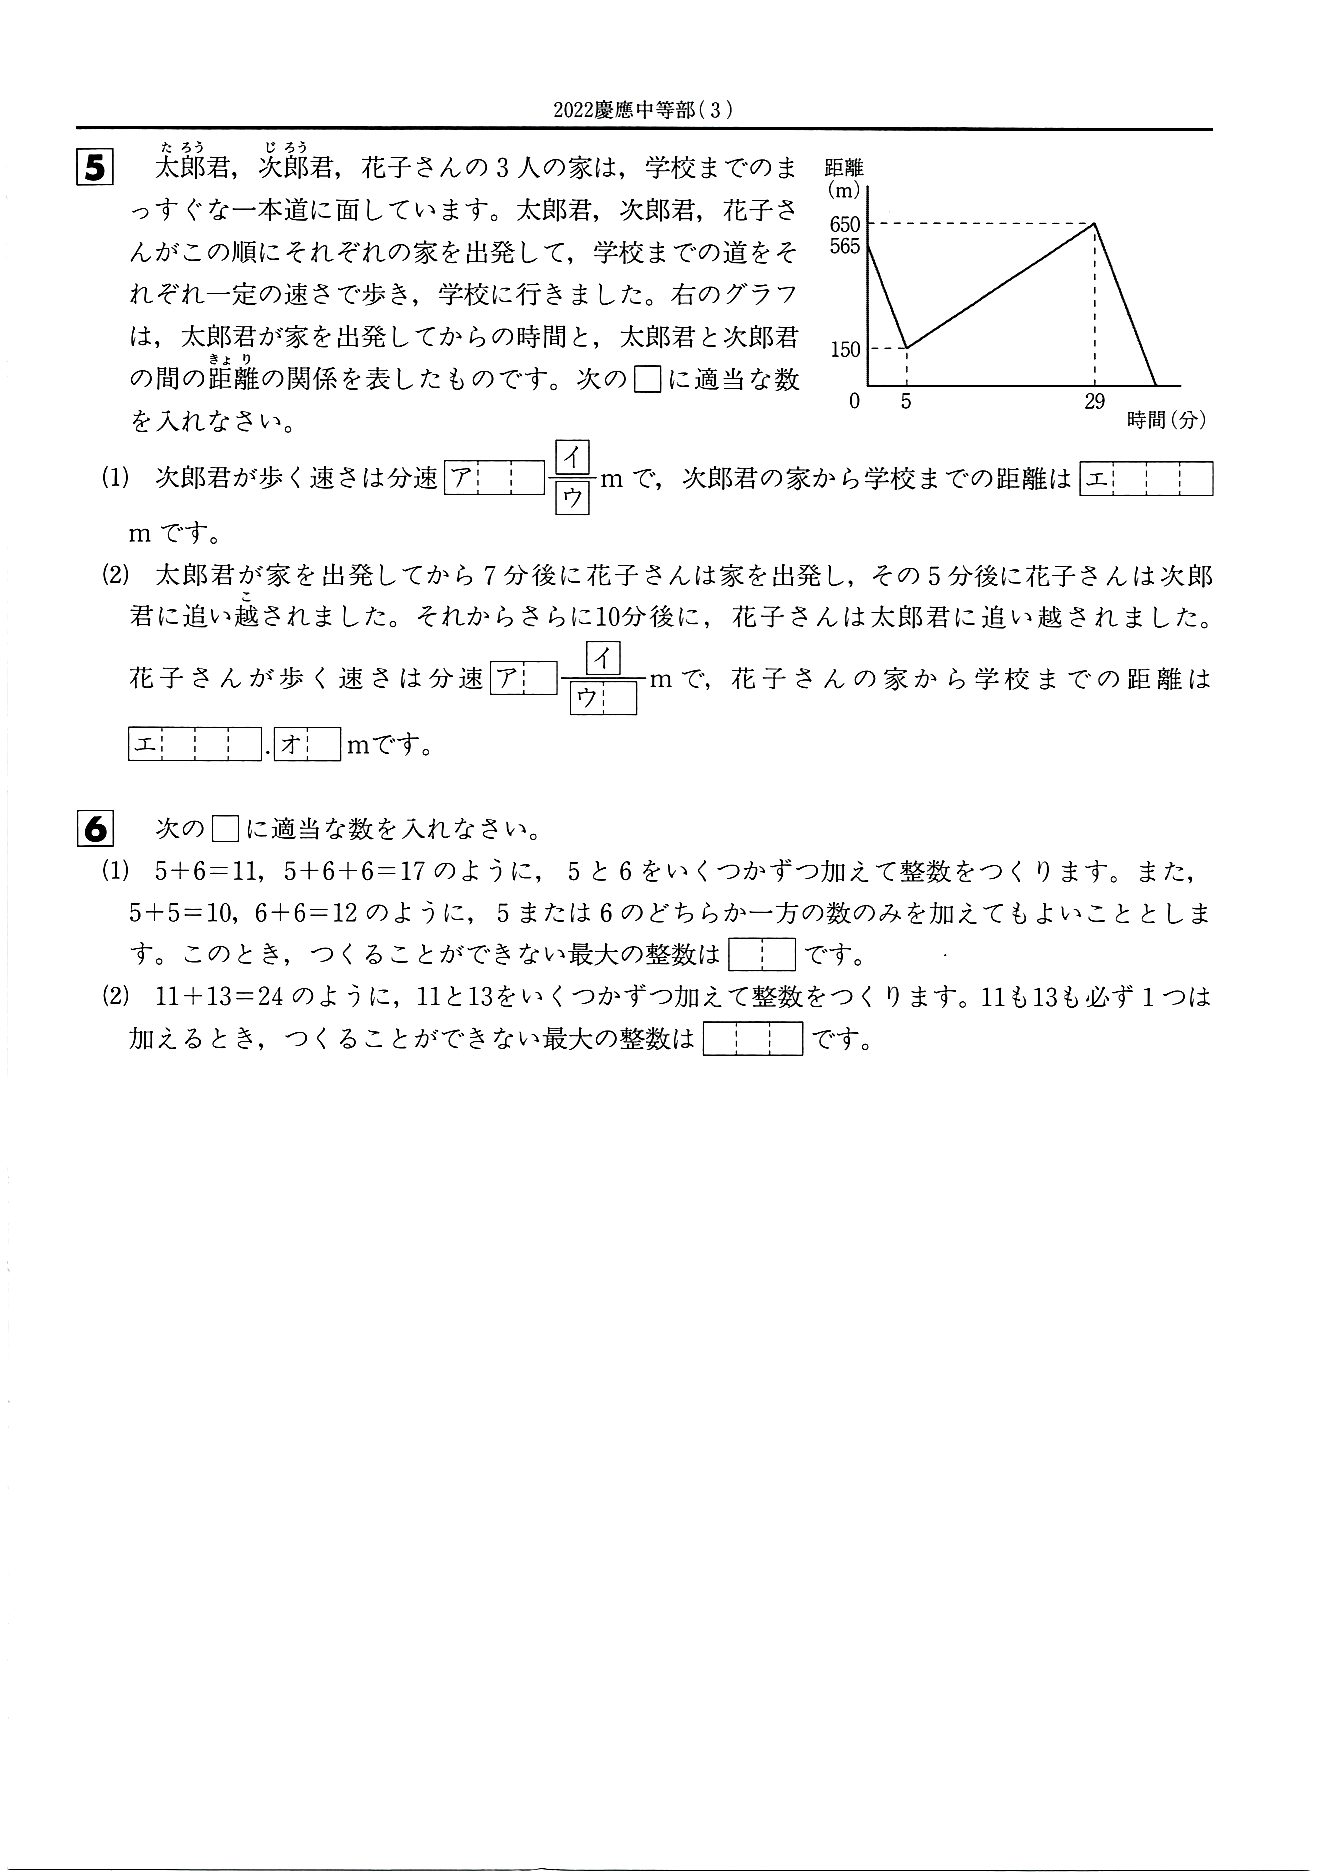 2022慶應中等部(3)
5 太郎君，次郎君，花子さんの3人の家は，学校までのま
たろう じろう
っすぐな一本道に面しています。太郎君，次郎君，花子さ
んがこの順にそれぞれの家を出発して，学校までの道をそ
れぞれ一定の速さで歩き，学校に行きました。右のグラフ
は，太郎君が家を出発してからの時間と，太郎君と次郎君
きょり
の間の距離の関係を表したものです。次の□に適当な数
を入れなさい。
距離
(m)
650
565
150
0 5 29
時間(分)
(1) 次郎君が歩く速さは分速 ア イ/ウ mで，次郎君の家から学校までの距離は エ
mです。
(2) 太郎君が家を出発してから7分後に花子さんは家を出発し，その5分後に花子さんは次郎
こ
君に追い越されました。それからさらに10分後に，花子さんは太郎君に追い越されました。
花子さんが歩く速さは分速 ア イ/ウ mで，花子さんの家から学校までの距離は
エ . オ mです。
6 次の□に適当な数を入れなさい。
(1) 5+6=11，5+6+6=17のように，5と6をいくつかずつ加えて整数をつくります。また，
5+5=10，6+6=12のように，5または6のどちらか一方の数のみを加えてもよいこととしま
す。このとき，つくることができない最大の整数は□です。
(2) 11+13=24のように，11と13をいくつかずつ加えて整数をつくります。11も13も必ず1つは
加えるとき，つくることができない最大の整数は□です。